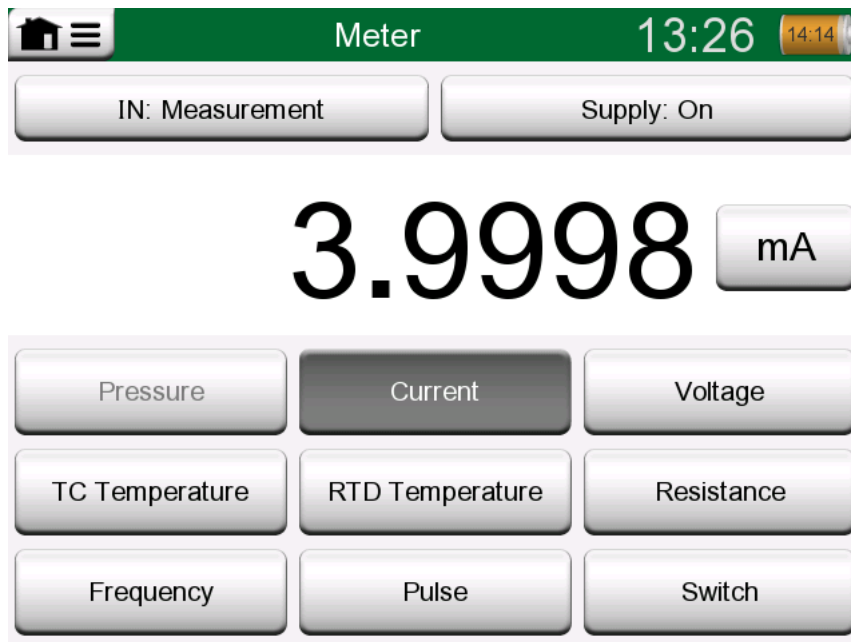 Meter 13:26 14:14
IN: Measurement Supply: On
3.9998 mA
Pressure Current Voltage
TC Temperature RTD Temperature Resistance
Frequency Pulse Switch